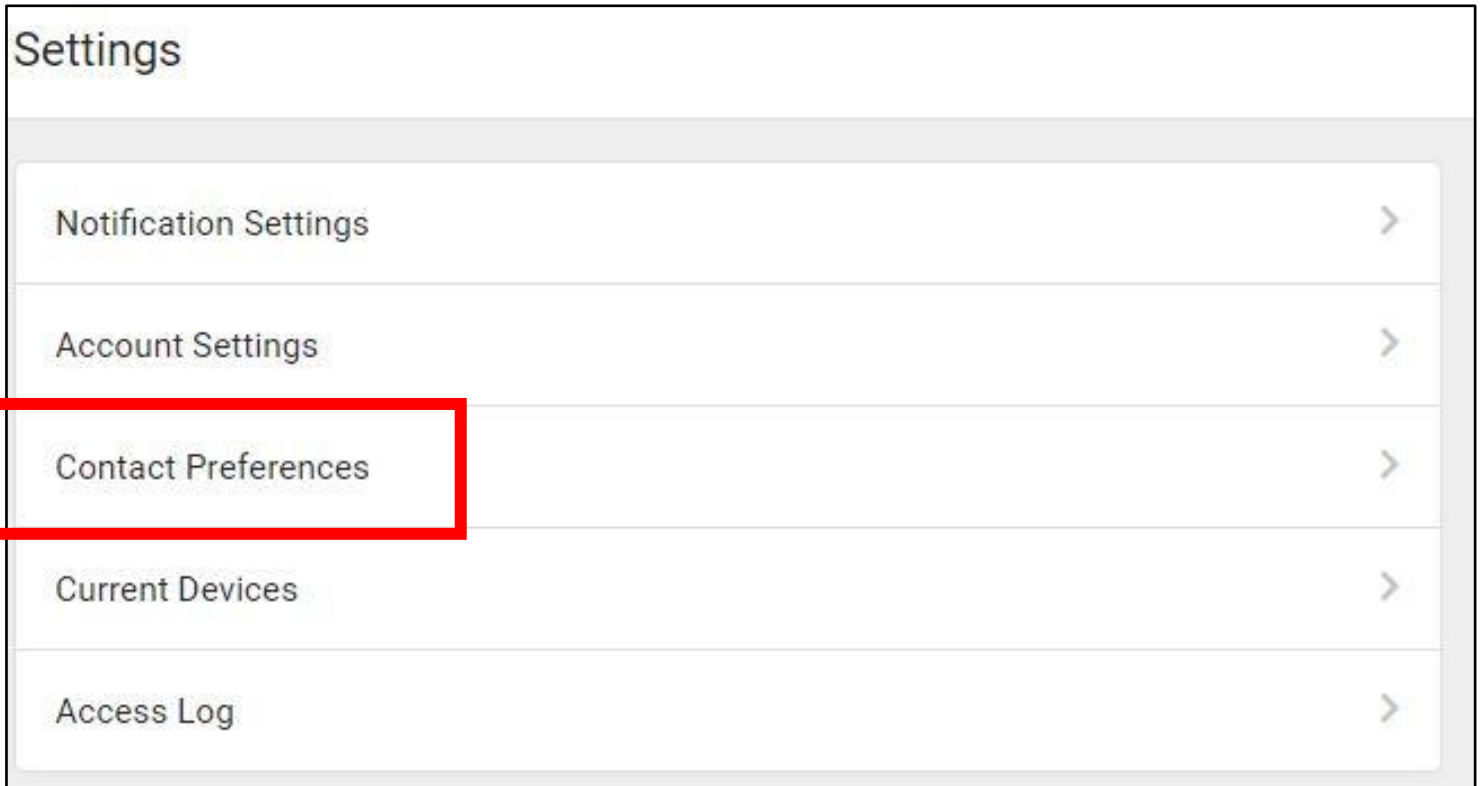 Settings
Notification Settings
Account Settings
Contact Preferences
Current Devices
Access Log